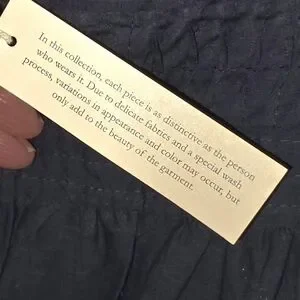 In this collection, each piece is as distinctive as the person
who wears it. Due to delicate fabrics and a special wash
process, variations in appearance and color may occur, but
only add to the beauty of the garment.